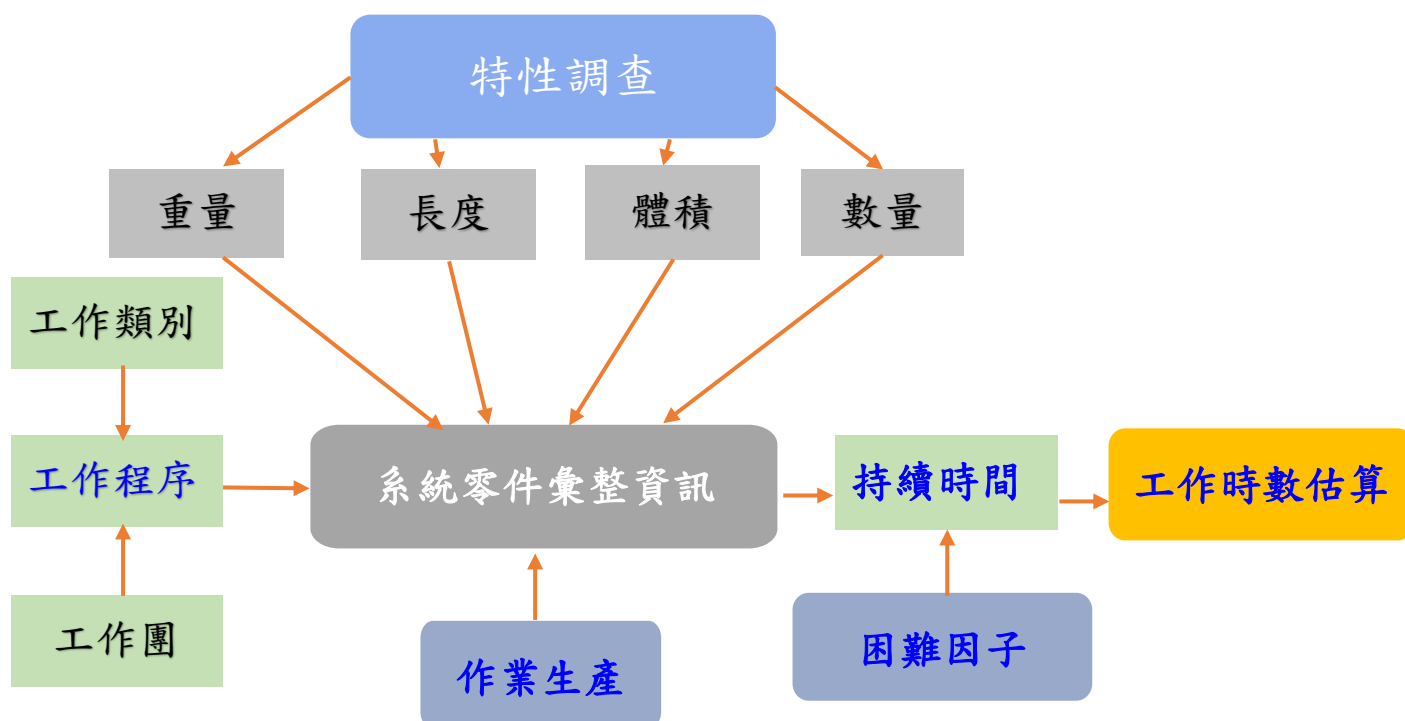 特性調查
重量
長度
體積
數量
工作類別
工作程序
系統零件彙整資訊
持續時間
工作時數估算
工作團
作業生產
困難因子